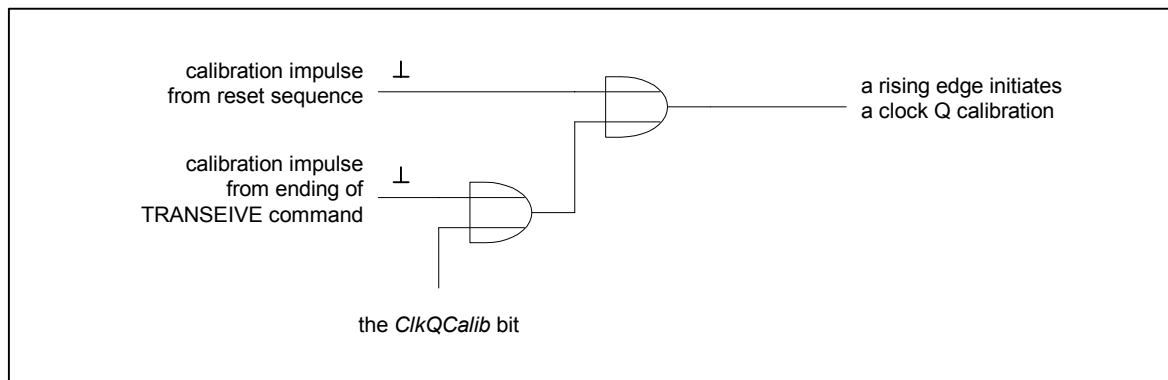 calibration impulse
from reset sequence
a rising edge initiates
a clock Q calibration
calibration impulse
from ending of
TRANSEIVE command
the ClkQCalib bit